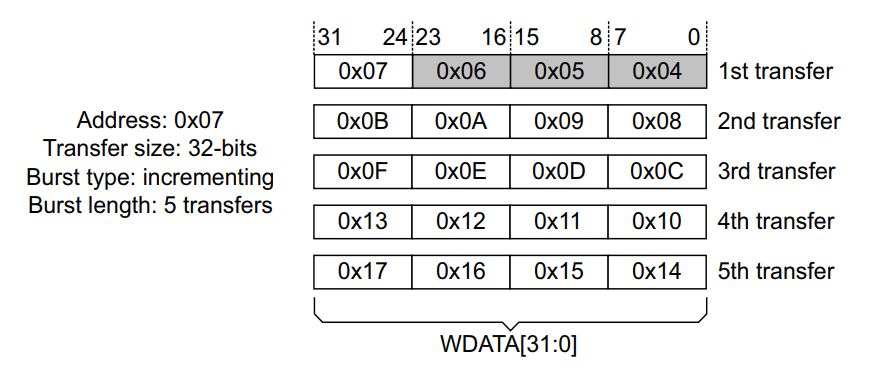 31 24 23 16 15 8 7 0
0x07 0x06 0x05 0x04 1st transfer
Address: 0x07
Transfer size: 32-bits
Burst type: incrementing
Burst length: 5 transfers
0x0B 0x0A 0x09 0x08 2nd transfer
0x0F 0x0E 0x0D 0x0C 3rd transfer
0x13 0x12 0x11 0x10 4th transfer
0x17 0x16 0x15 0x14 5th transfer
WDATA[31:0]